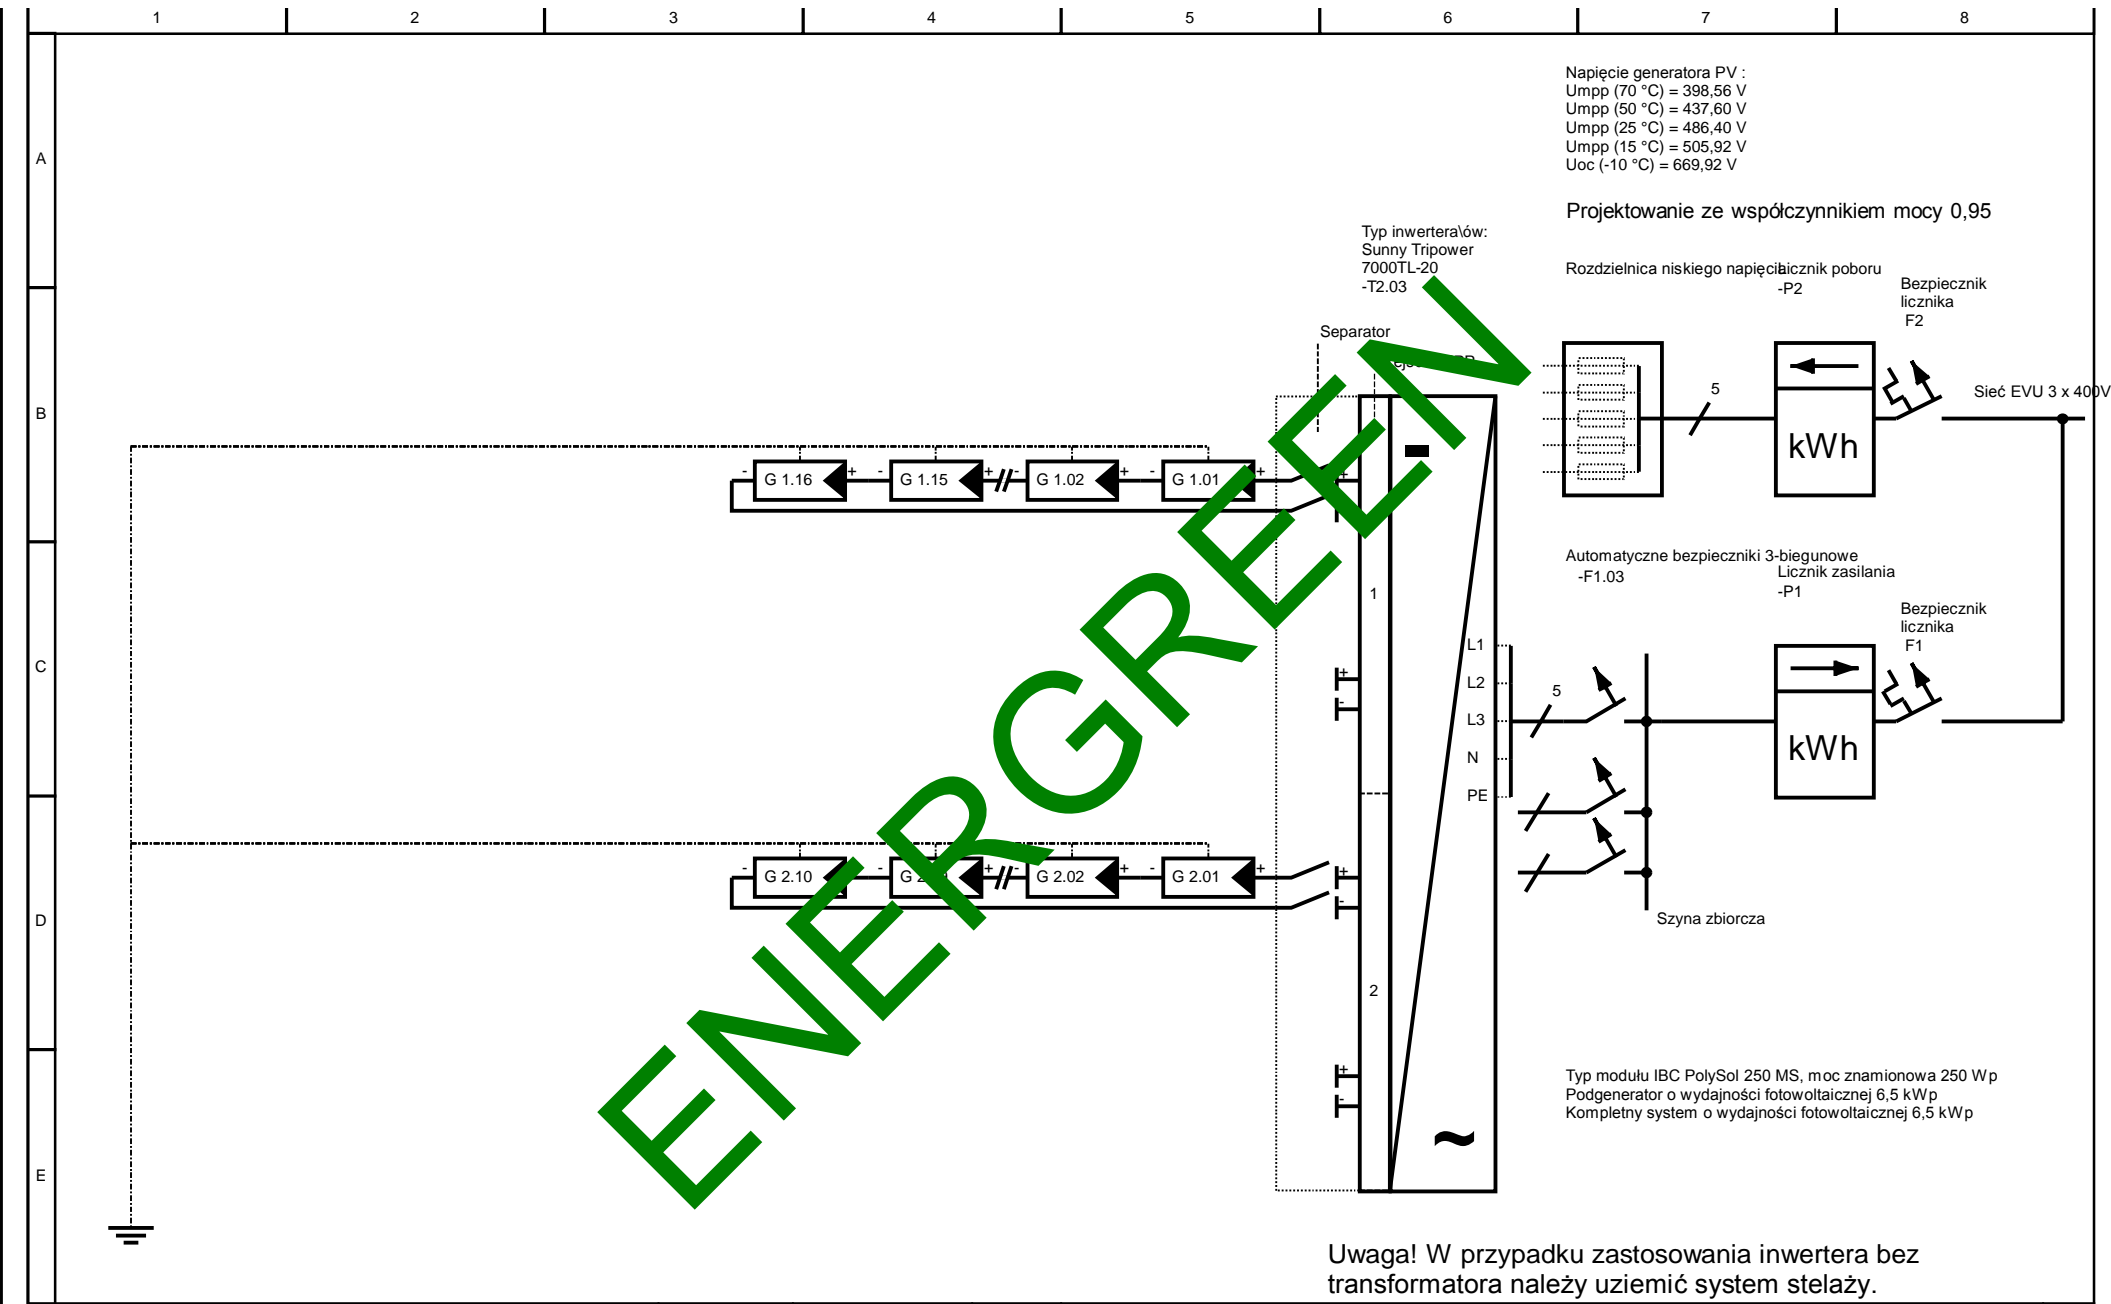 1 2 3 4 5 6 7 8
A
B
C
D
E
Napięcie generatora PV :
Umpp (70 °C) = 398,56 V
Umpp (50 °C) = 437,60 V
Umpp (25 °C) = 486,40 V
Umpp (15 °C) = 505,92 V
Uoc (-10 °C) = 669,92 V
Projektowanie ze współczynnikiem mocy 0,95
Typ inwertera\ów:
Sunny Tripower
7000TL-20
-T2.03
Separator
Rozdzielnica niskiego napięcia
Licznik poboru
-P2
Bezpiecznik
licznika
F2
5
kWh
Sieć EVU 3 x 400V
- G 1.16 + - G 1.15 + - G 1.02 + - G 1.01 + +
1
Automatyczne bezpieczniki 3-biegunowe
-F1.03
Licznik zasilania
-P1
Bezpiecznik
licznika
F1
L1
L2
L3
N
PE
+
-
5
kWh
- G 2.10 - + - G 2.02 + - G 2.01 + +
-
Szyna zbiorcza
2
+
-
~
Typ modułu IBC PolySol 250 MS, moc znamionowa 250 Wp
Podgenerator o wydajności fotowoltaicznej 6,5 kWp
Kompletny system o wydajności fotowoltaicznej 6,5 kWp
Uwaga! W przypadku zastosowania inwertera bez
transformatora należy uziemić system stelaży.
ENERGREEN